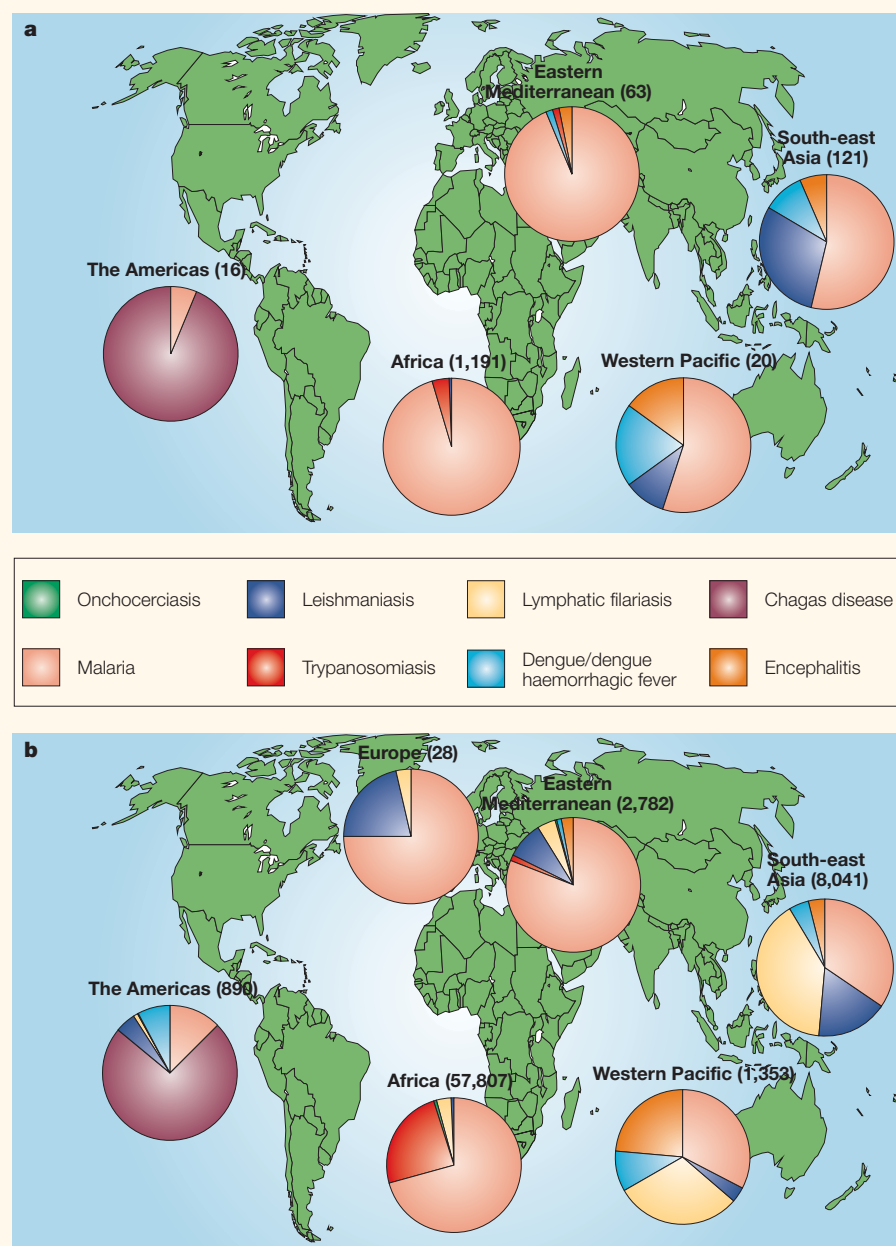 a
Eastern
Mediterranean (63)
South-east
Asia (121)
The Americas (16)
Africa (1,191)
Western Pacific (20)
Onchocerciasis
Leishmaniasis
Lymphatic filariasis
Chagas disease
Malaria
Trypanosomiasis
Dengue/dengue
haemorrhagic fever
Encephalitis
b
Europe (28)
Eastern
Mediterranean (2,782)
South-east
Asia (8,041)
The Americas (890)
Africa (57,807)
Western Pacific (1,353)